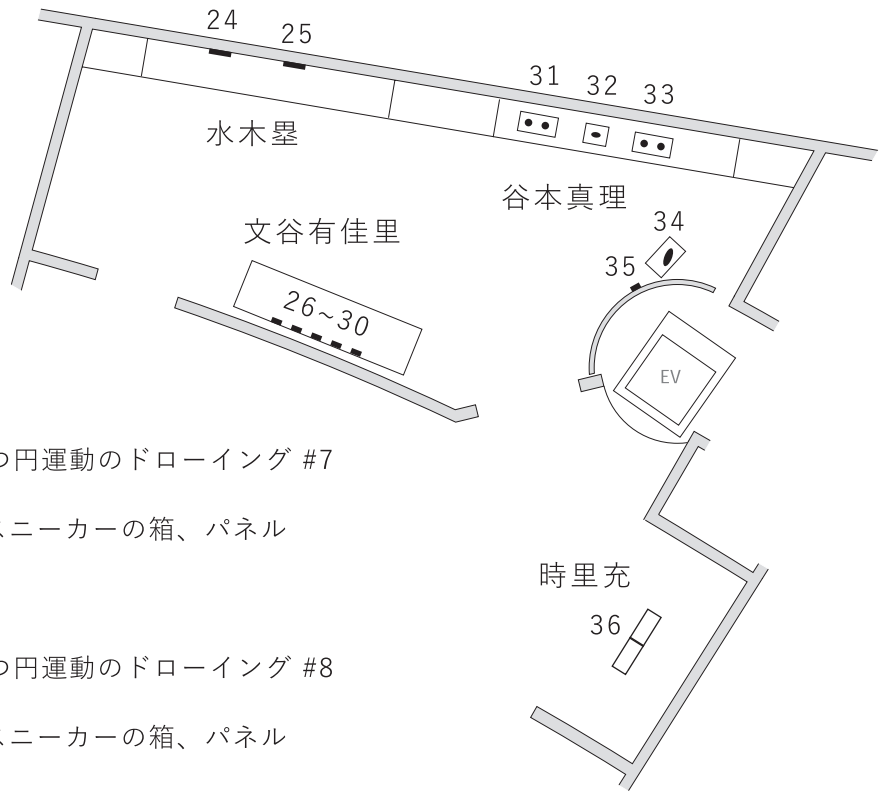 24
25
31
32
33
水木塁
谷本真理
34
文谷有佳里
35
26~30
EV
つ円運動のドローイング #7
スニーカーの箱、パネル
時里充
36
つ円運動のドローイング #8
スニーカーの箱、パネル